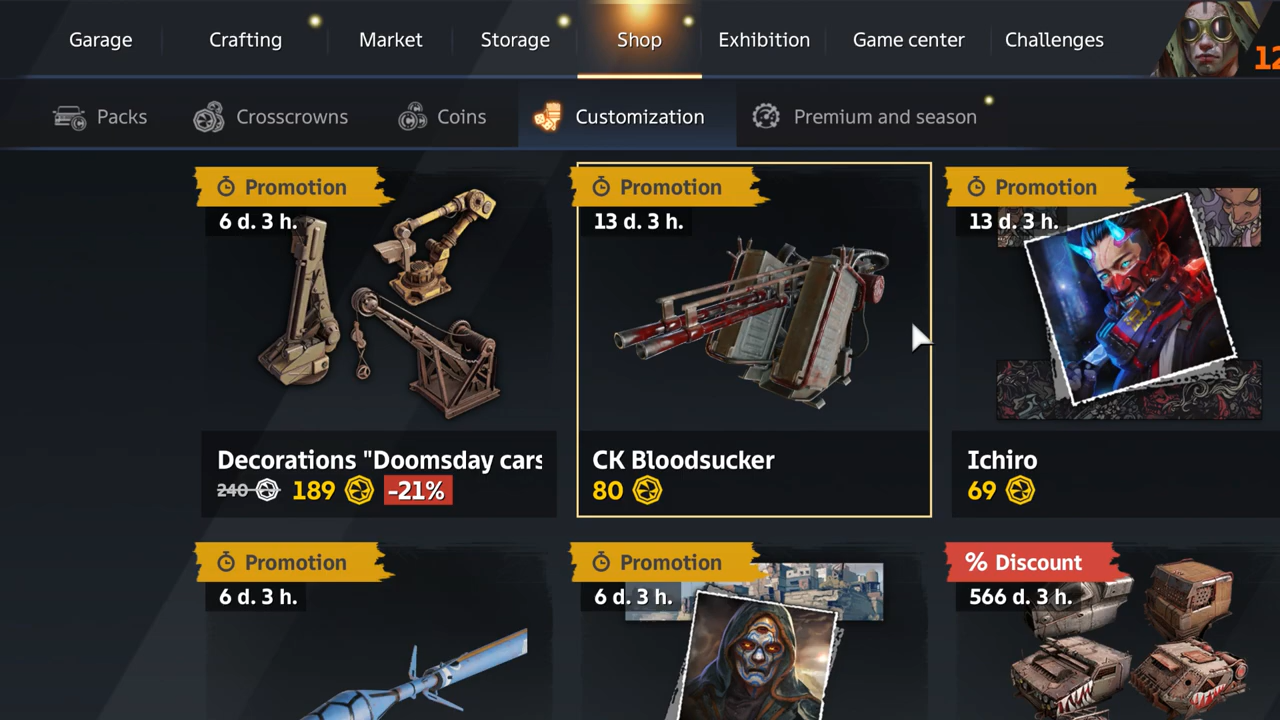 Garage
Crafting
Market
Storage
Shop
Exhibition
Game center
Challenges
12
Packs
Crosscrowns
Coins
Customization
Premium and season
Promotion
6 d. 3 h.
Decorations "Doomsday cars
240 189 -21%
Promotion
13 d. 3 h.
CK Bloodsucker
80
Promotion
13 d. 3 h.
Ichiro
69
Promotion
6 d. 3 h.
Promotion
6 d. 3 h.
% Discount
566 d. 3 h.